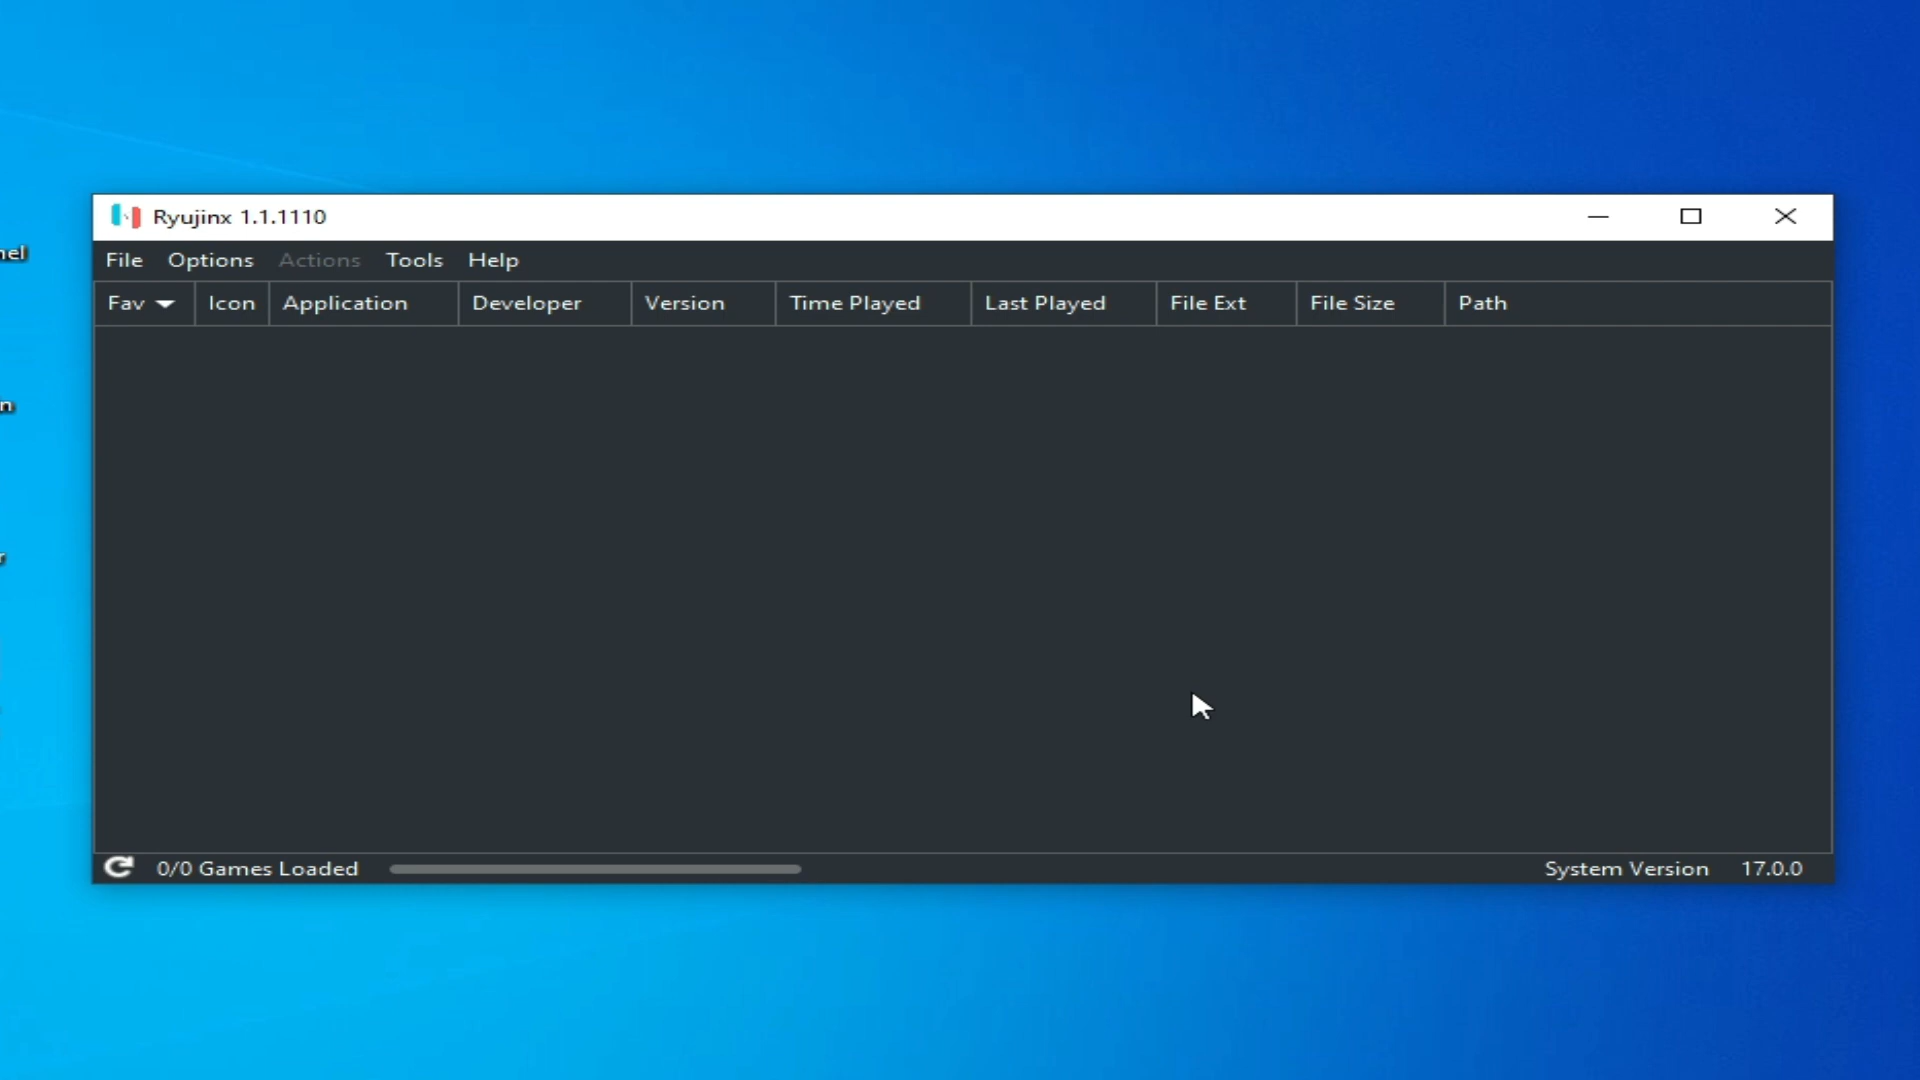 Ryujinx 1.1.1110
File Options Actions Tools Help
Fav Icon Application Developer Version Time Played Last Played File Ext File Size Path
0/0 Games Loaded System Version 17.0.0